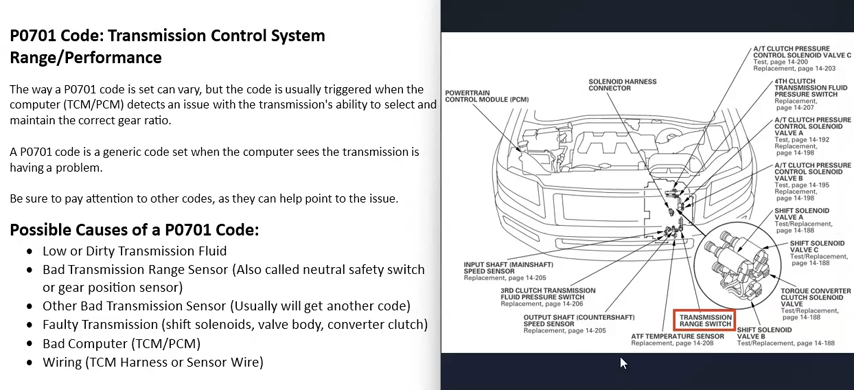 P0701 Code: Transmission Control System
Range/Performance
The way a P0701 code is set can vary, but the code is usually triggered when the
computer (TCM/PCM) detects an issue with the transmission's ability to select and
maintain the correct gear ratio.
A P0701 code is a generic code set when the computer sees the transmission is
having a problem.
Be sure to pay attention to other codes, as they can help point to the issue.
Possible Causes of a P0701 Code:
• Low or Dirty Transmission Fluid
• Bad Transmission Range Sensor (Also called neutral safety switch
or gear position sensor)
• Other Bad Transmission Sensor (Usually will get another code)
• Faulty Transmission (shift solenoids, valve body, converter clutch)
• Bad Computer (TCM/PCM)
• Wiring (TCM Harness or Sensor Wire)
POWERTRAIN
CONTROL MODULE (PCM)
SOLENOID HARNESS
CONNECTOR
A/T CLUTCH PRESSURE
CONTROL SOLENOID VALVE C
Test, page 14-200
Replacement, page 14-203
4TH CLUTCH
TRANSMISSION FLUID
PRESSURE SWITCH
Replacement,
page 14-207
A/T CLUTCH PRESSURE
CONTROL SOLENOID
VALVE A
Test, page 14-192
Replacement,
page 14-198
A/T CLUTCH PRESSURE
CONTROL SOLENOID
VALVE B
Test, page 14-195
Replacement,
page 14-198
SHIFT SOLENOID
VALVE A
Test/Replacement,
page 14-188
SHIFT SOLENOID
VALVE C
Test/Replacement,
page 14-188
TORQUE CONVERTER
CLUTCH SOLENOID
VALVE
Test/Replacement,
page 14-188
SHIFT SOLENOID
VALVE B
Test/Replacement, page 14-188
INPUT SHAFT (MAINSHAFT)
SPEED SENSOR
Replacement, page 14-205
3RD CLUTCH TRANSMISSION
FLUID PRESSURE SWITCH
Replacement, page 14-206
OUTPUT SHAFT (COUNTERSHAFT)
SPEED SENSOR
Replacement, page 14-205
TRANSMISSION
RANGE SWITCH
ATF TEMPERATURE SENSOR
Replacement, page 14-208